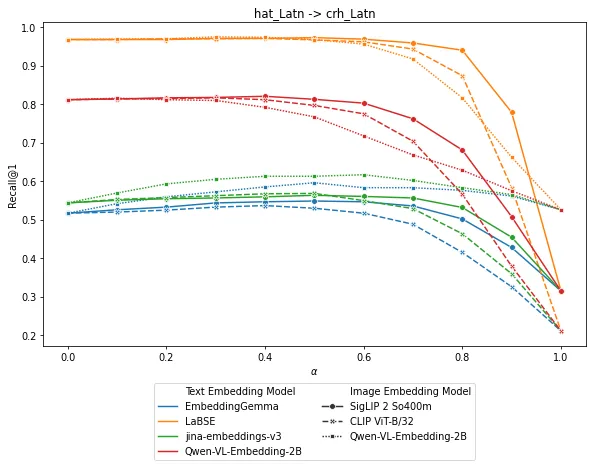 hat_Latn -> crh_Latn
Recall@1
1.0
0.9
0.8
0.7
0.6
0.5
0.4
0.3
0.2
0.0 0.2 0.4 0.6 0.8 1.0
α
Text Embedding Model Image Embedding Model
EmbeddingGemma SigLIP 2 So400m
LaBSE CLIP ViT-B/32
jina-embeddings-v3 Qwen-VL-Embedding-2B
Qwen-VL-Embedding-2B